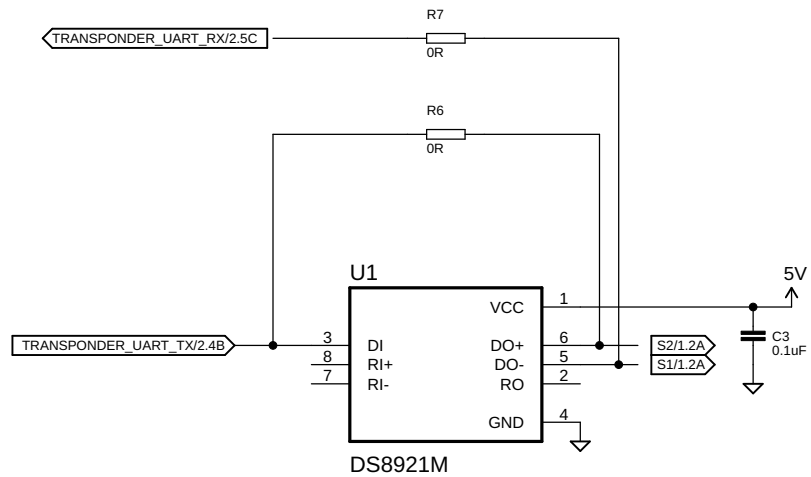 R7
TRANSPONDER_UART_RX/2.5C
0R
R6
0R
U1
5V
VCC 1
C3
0.1uF
TRANSPONDER_UART_TX/2.4B
3 DI
DO+ 6
S2/1.2A
8 RI+
DO- 5
S1/1.2A
7 RI-
RO 2
GND 4
DS8921M